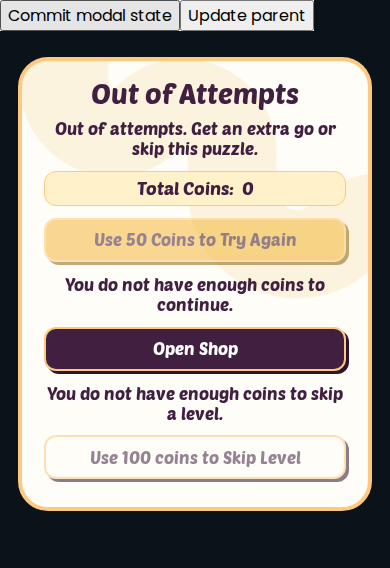 Commit modal state Update parent
Out of Attempts
Out of attempts. Get an extra go or
skip this puzzle.
Total Coins: 0
Use 50 Coins to Try Again
You do not have enough coins to
continue.
Open Shop
You do not have enough coins to skip
a level.
Use 100 coins to Skip Level